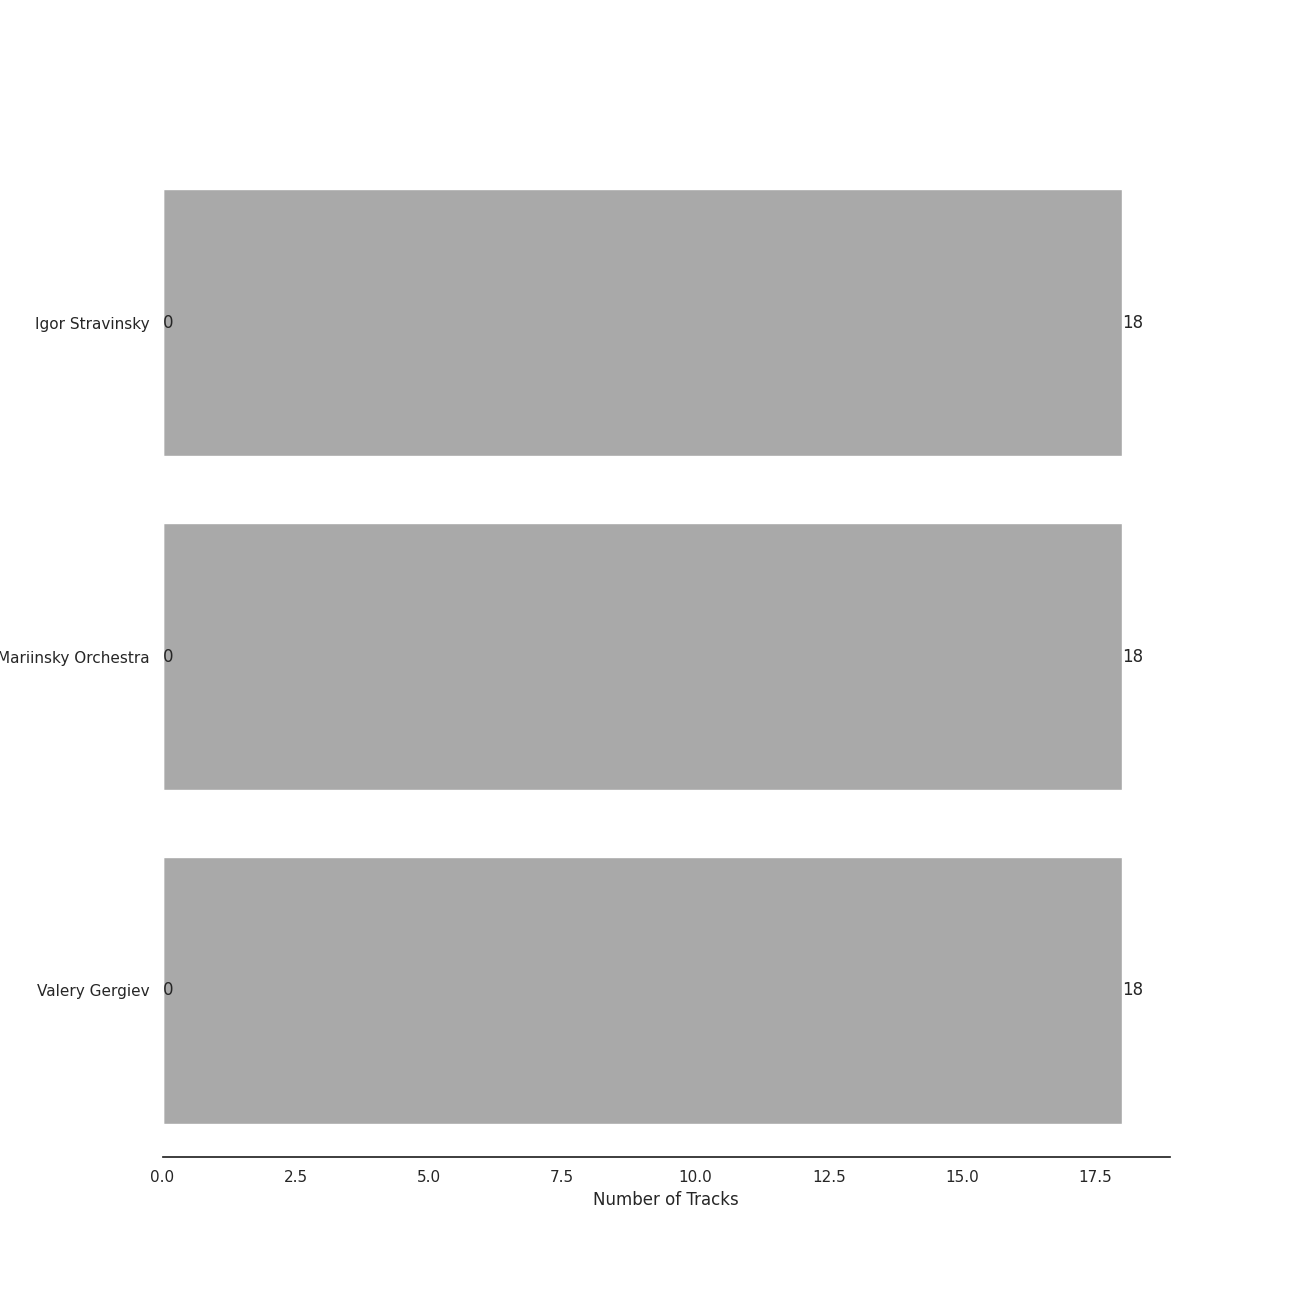 Igor Stravinsky 0 18
Mariinsky Orchestra 0 18
Valery Gergiev 0 18
0.0 2.5 5.0 7.5 10.0 12.5 15.0 17.5
Number of Tracks